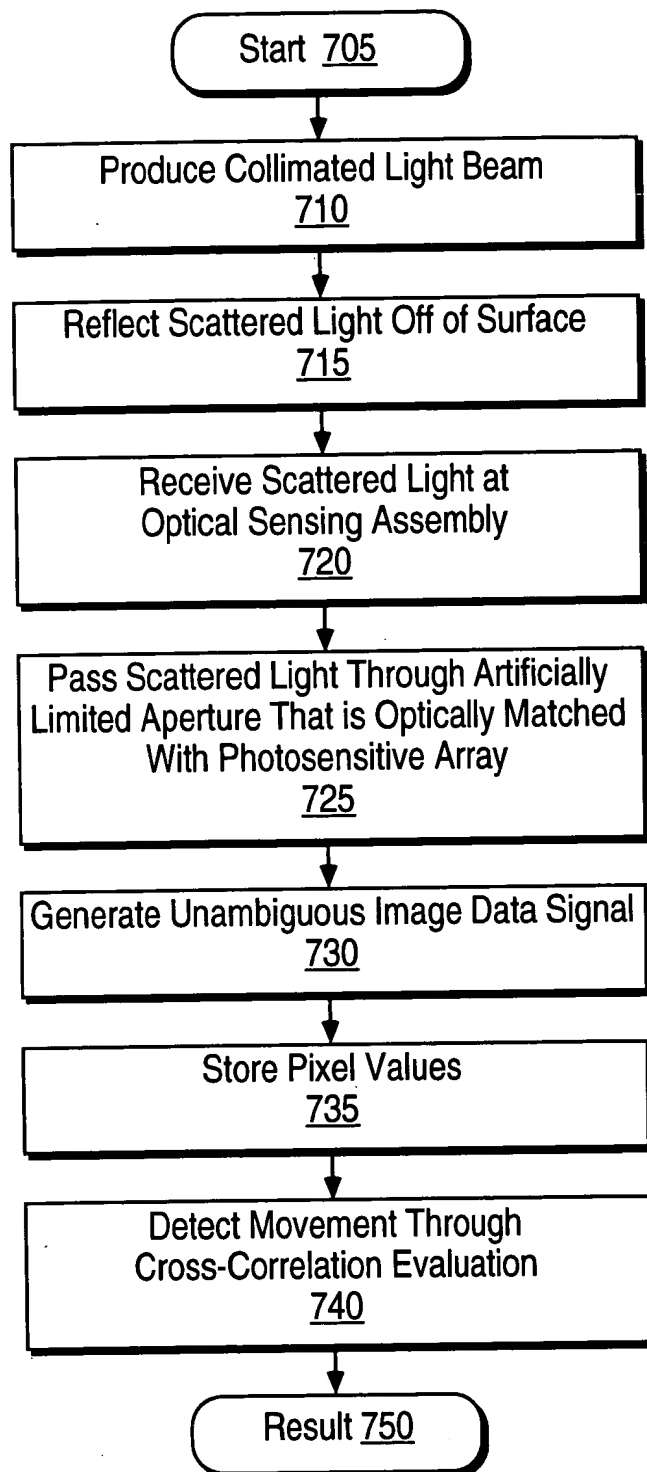 Start 705
Produce Collimated Light Beam
710
Reflect Scattered Light Off of Surface
715
Receive Scattered Light at
Optical Sensing Assembly
720
Pass Scattered Light Through Artificially
Limited Aperture That is Optically Matched
With Photosensitive Array
725
Generate Unambiguous Image Data Signal
730
Store Pixel Values
735
Detect Movement Through
Cross-Correlation Evaluation
740
Result 750